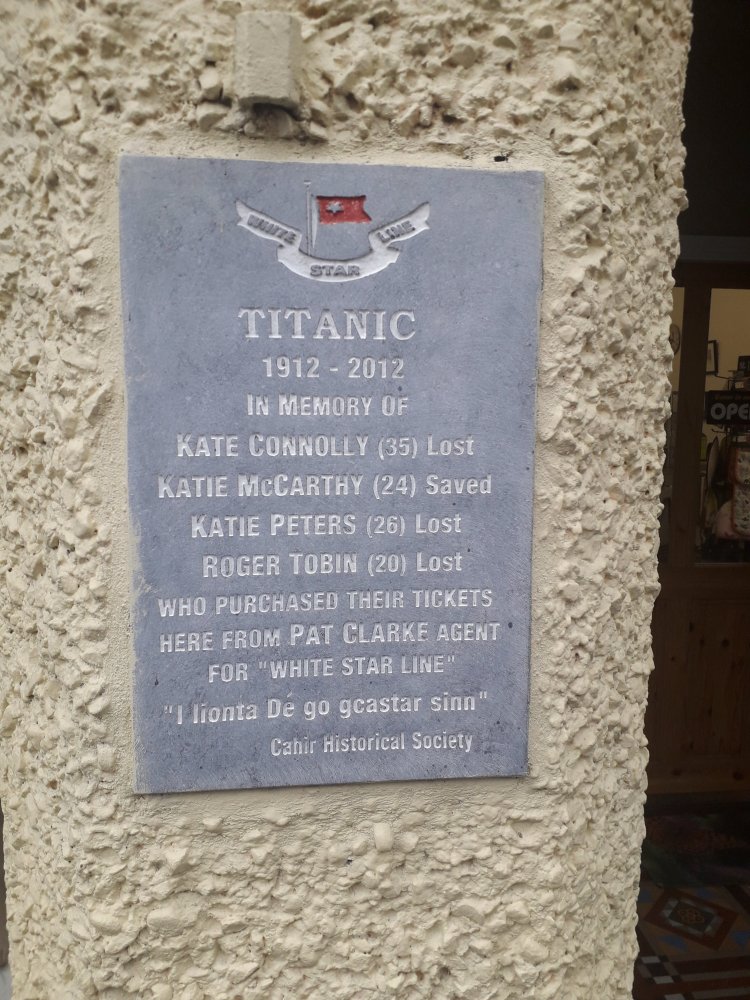 WHITE STAR LINE
TITANIC
1912 - 2012
IN MEMORY OF
KATE CONNOLLY (35) Lost
KATIE McCARTHY (24) Saved
KATIE PETERS (26) Lost
ROGER TOBIN (20) Lost
WHO PURCHASED THEIR TICKETS
HERE FROM PAT CLARKE AGENT
FOR "WHITE STAR LINE"
"I lionta Dé go gcastar sinn"
Cahir Historical Society
OPE